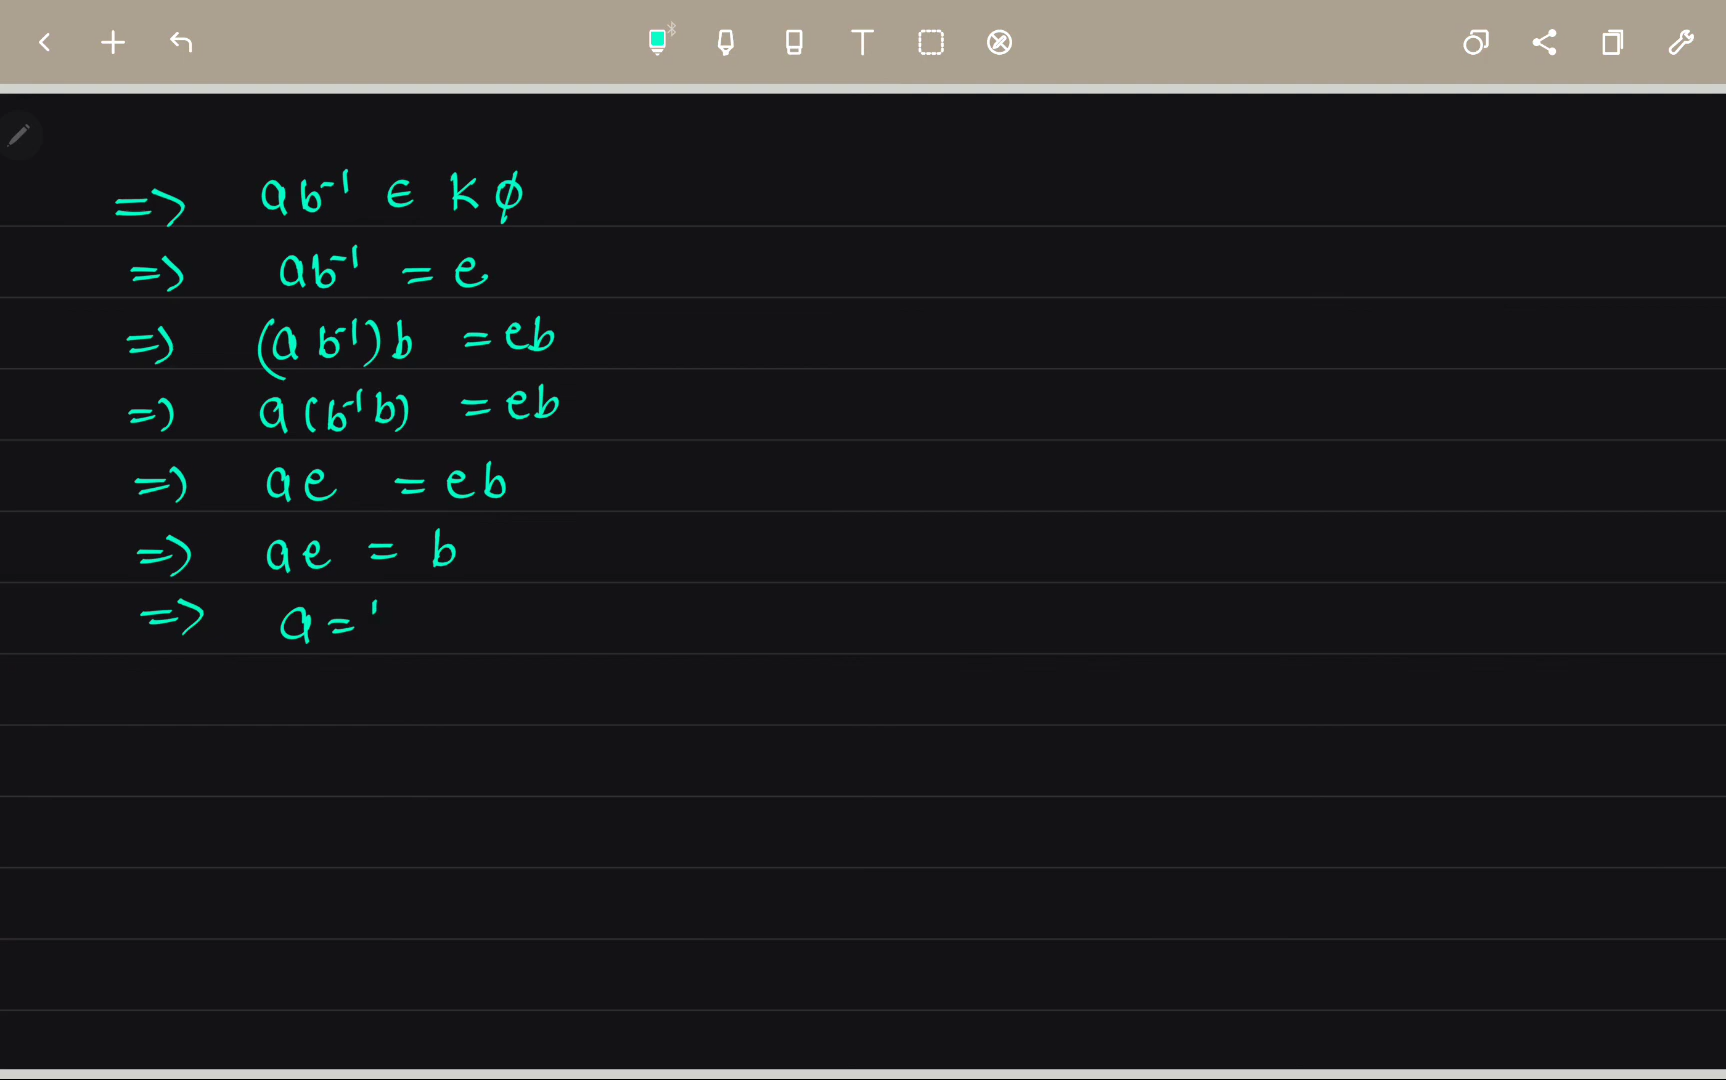 => ab⁻¹ ∈ Kϕ
=> ab⁻¹ = e
=> (ab⁻¹)b = eb
=> a(b⁻¹b) = eb
=> ae = eb
=> ae = b
=> a = '